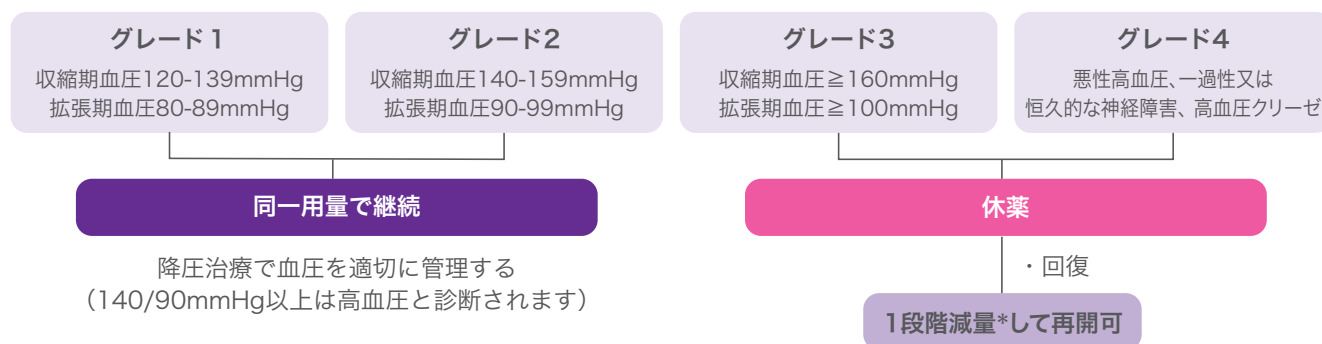 グレード1
収縮期血圧120-139mmHg
拡張期血圧80-89mmHg
グレード2
収縮期血圧140-159mmHg
拡張期血圧90-99mmHg
グレード3
収縮期血圧≧160mmHg
拡張期血圧≧100mmHg
グレード4
悪性高血圧、一過性又は
恒久的な神経障害、高血圧クリーゼ
同一用量で継続
降圧治療で血圧を適切に管理する
（140/90mmHg以上は高血圧と診断されます）
休薬
・回復
1段階減量*して再開可